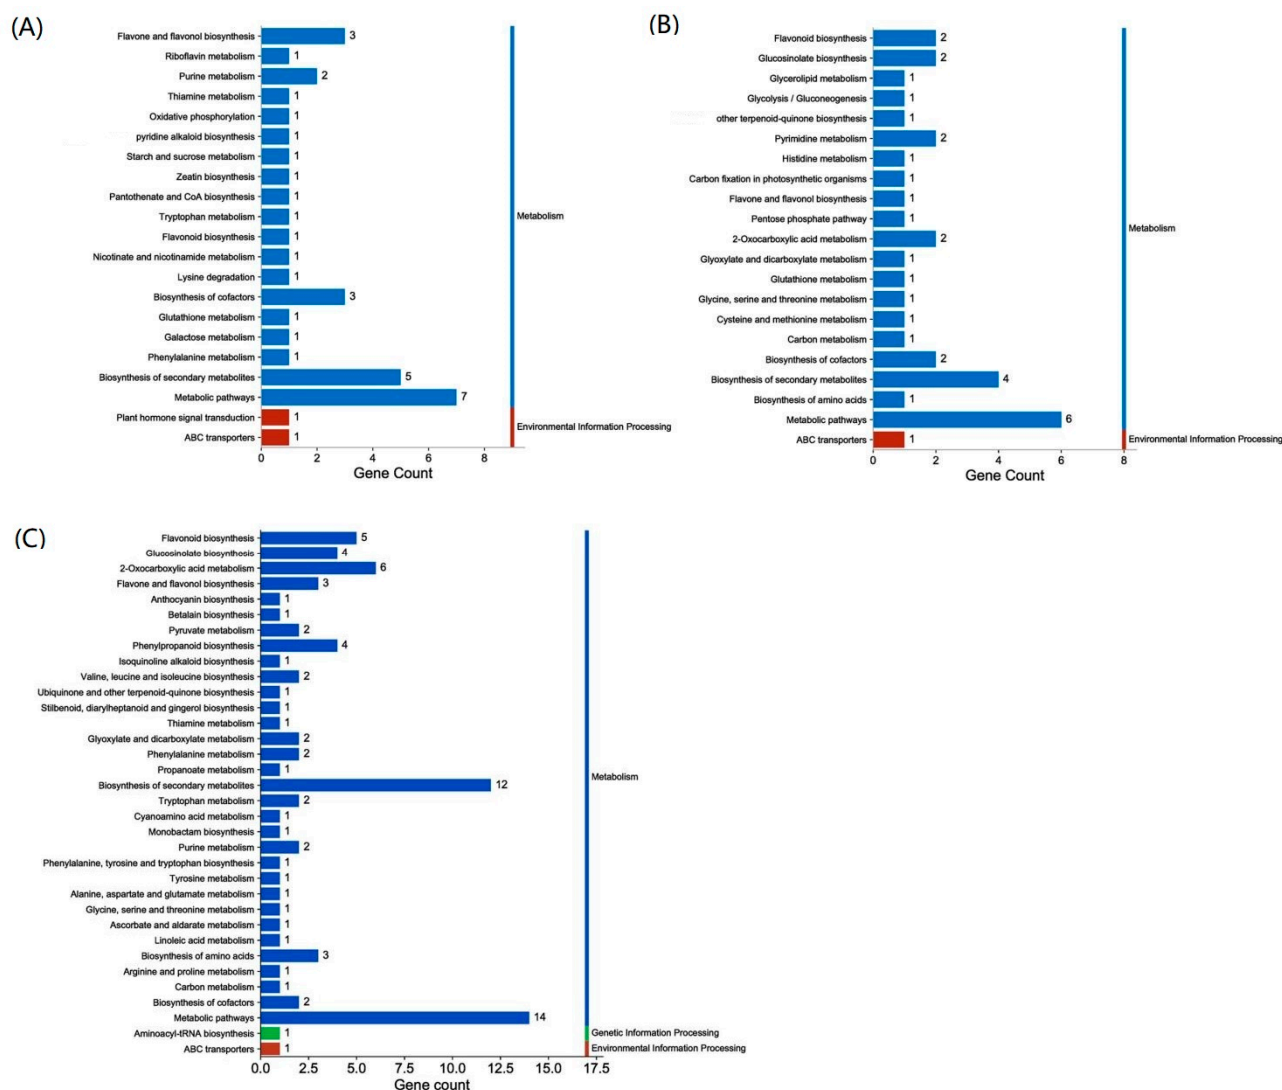 (A)
Flavone and flavonol biosynthesis 3
Riboflavin metabolism 1
Purine metabolism 2
Thiamine metabolism 1
Oxidative phosphorylation 1
pyridine alkaloid biosynthesis 1
Starch and sucrose metabolism 1
Zeatin biosynthesis 1
Pantothenate and CoA biosynthesis 1
Tryptophan metabolism 1
Flavonoid biosynthesis 1
Nicotinate and nicotinamide metabolism 1
Lysine degradation 1
Biosynthesis of cofactors 3
Glutathione metabolism 1
Galactose metabolism 1
Phenylalanine metabolism 1
Biosynthesis of secondary metabolites 5
Metabolic pathways 7
Plant hormone signal transduction 1
ABC transporters 1
Metabolism
Environmental Information Processing
0 2 4 6 8
Gene Count
(B)
Flavonoid biosynthesis 2
Glucosinolate biosynthesis 2
Glycerolipid metabolism 1
Glycolysis / Gluconeogenesis 1
other terpenoid-quinone biosynthesis 1
Pyrimidine metabolism 2
Histidine metabolism 1
Carbon fixation in photosynthetic organisms 1
Flavone and flavonol biosynthesis 1
Pentose phosphate pathway 1
2-Oxocarboxylic acid metabolism 2
Glyoxylate and dicarboxylate metabolism 1
Glutathione metabolism 1
Glycine, serine and threonine metabolism 1
Cysteine and methionine metabolism 1
Carbon metabolism 1
Biosynthesis of cofactors 2
Biosynthesis of secondary metabolites 4
Biosynthesis of amino acids 1
Metabolic pathways 6
ABC transporters 1
Metabolism
Environmental Information Processing
0 2 4 6 8
Gene Count
(C)
Flavonoid biosynthesis 5
Glucosinolate biosynthesis 4
2-Oxocarboxylic acid metabolism 6
Flavone and flavonol biosynthesis 3
Anthocyanin biosynthesis 1
Betalain biosynthesis 1
Pyruvate metabolism 2
Phenylpropanoid biosynthesis 4
Isoquinoline alkaloid biosynthesis 1
Valine, leucine and isoleucine biosynthesis 2
Ubiquinone and other terpenoid-quinone biosynthesis 1
Stilbenoid, diarylheptanoid and gingerol biosynthesis 1
Thiamine metabolism 1
Glyoxylate and dicarboxylate metabolism 2
Phenylalanine metabolism 2
Propanoate metabolism 1
Biosynthesis of secondary metabolites 12
Tryptophan metabolism 2
Cyanoamino acid metabolism 1
Monobactam biosynthesis 1
Purine metabolism 2
Phenylalanine, tyrosine and tryptophan biosynthesis 1
Tyrosine metabolism 1
Alanine, aspartate and glutamate metabolism 1
Glycine, serine and threonine metabolism 1
Ascorbate and aldarate metabolism 1
Linoleic acid metabolism 1
Biosynthesis of amino acids 3
Arginine and proline metabolism 1
Carbon metabolism 1
Biosynthesis of cofactors 2
Metabolic pathways 14
Aminoacyl-tRNA biosynthesis 1
ABC transporters 1
Metabolism
Genetic Information Processing
Environmental Information Processing
0.0 2.5 5.0 7.5 10.0 12.5 15.0 17.5
Gene count